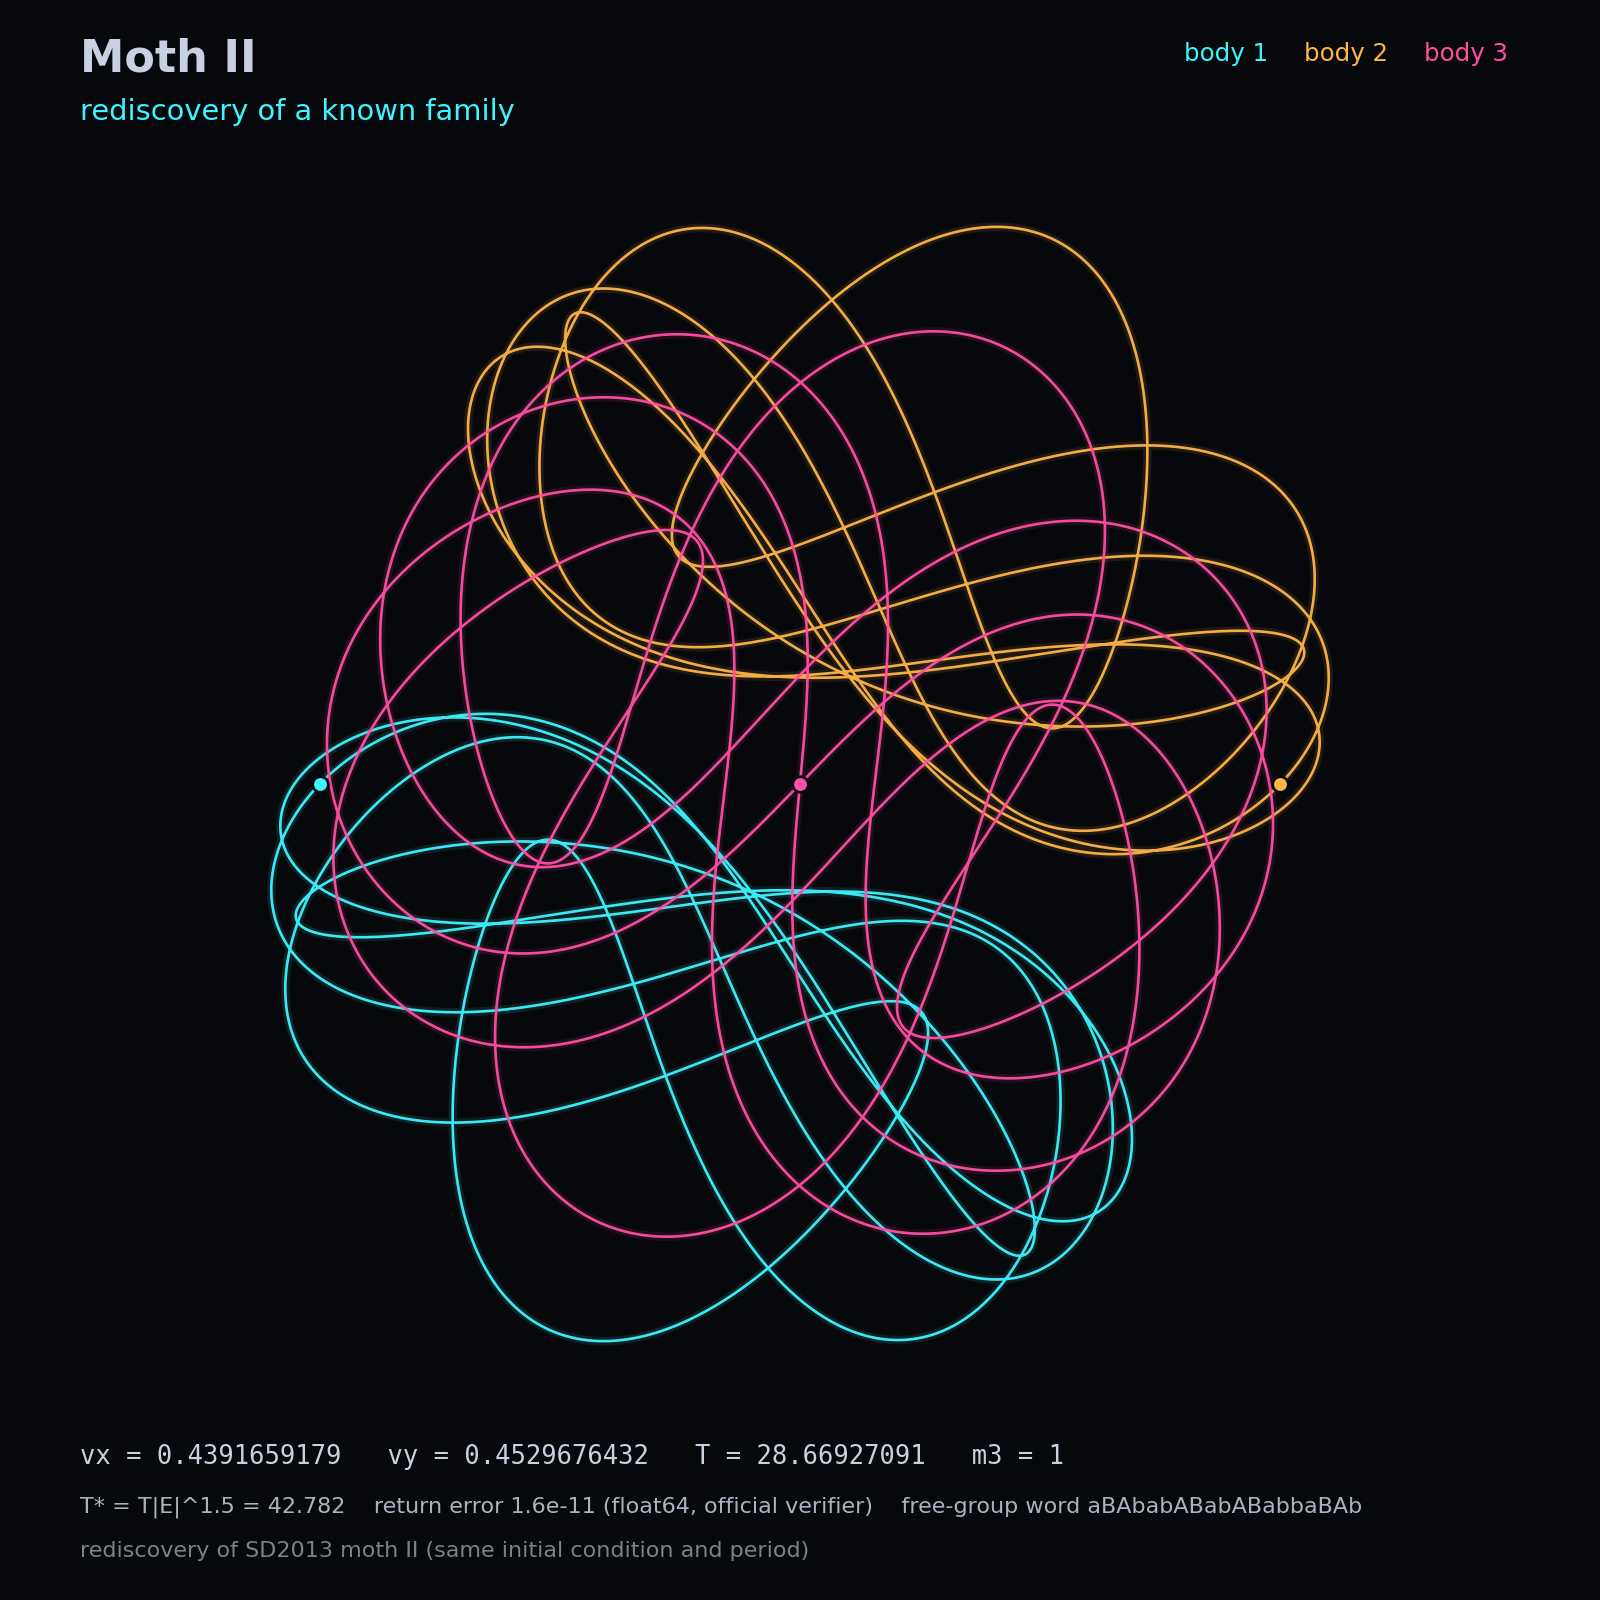 Moth II
body 1 body 2 body 3
rediscovery of a known family
vx = 0.4391659179 vy = 0.4529676432 T = 28.66927091 m3 = 1
T* = T|E|^1.5 = 42.782 return error 1.6e-11 (float64, official verifier) free-group word aBAbabABabABabbaBAb
rediscovery of SD2013 moth II (same initial condition and period)